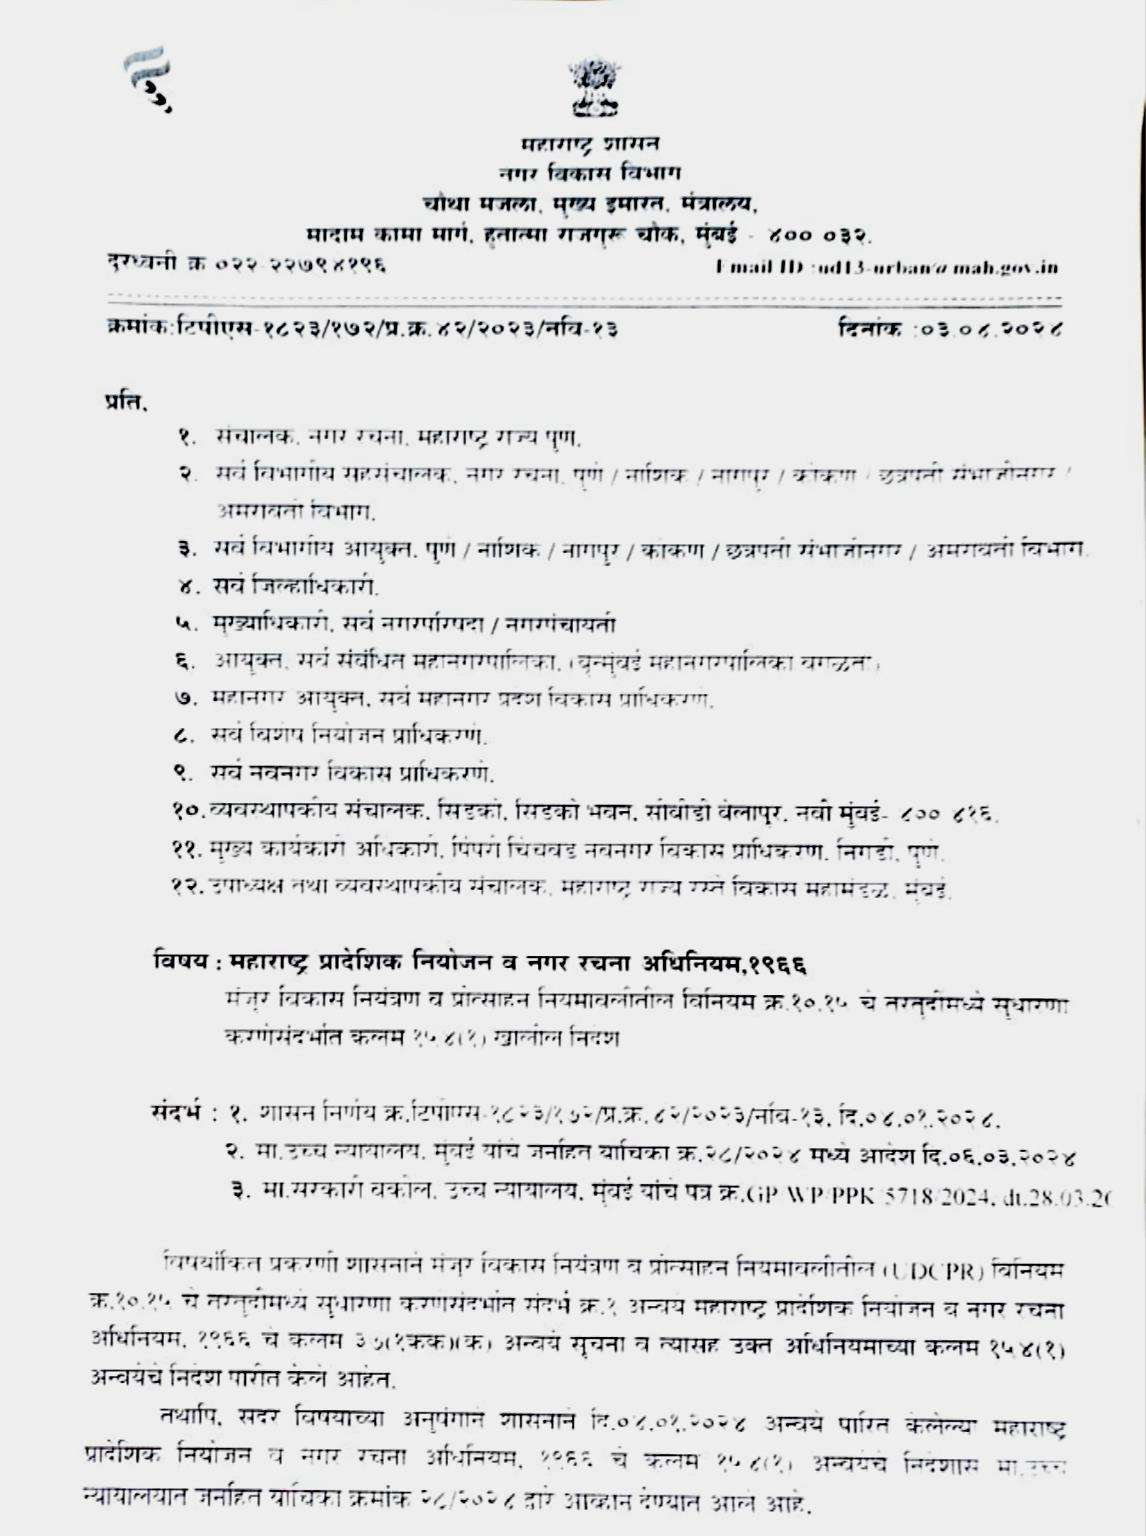 महाराष्ट्र शासन
नगर विकास विभाग
चौथा मजला, मुख्य इमारत, मंत्रालय,
मादाम कामा मार्ग, हुतात्मा राजगुरू चौक, मुंबई - ४०० ०३२.
दुरध्वनी क्र ०२२-२२७९४१९६ Email ID :ud13-urban@mah.gov.in
क्रमांक:टिपीएस-१८२३/१७२/प्र.क्र.४२/२०२३/नवि-१३ दिनांक :०३.०८.२०२४
प्रति,
१. संचालक, नगर रचना, महाराष्ट्र राज्य पुणे,
२. सर्व विभागीय सहसंचालक, नगर रचना, पुणे / नाशिक / नागपुर / कोकण / छत्रपती संभाजीनगर /
अमरावती विभाग.
३. सर्व विभागीय आयुक्त, पुणे / नाशिक / नागपुर / कोकण / छत्रपती संभाजीनगर / अमरावती विभाग.
४. सर्व जिल्हाधिकारी.
५. मुख्याधिकारी, सर्व नगरपरिषदा / नगरपंचायती
६. आयुक्त, सर्व संबंधित महानगरपालिका, (बृन्मुंबई महानगरपालिका वगळता)
७. महानगर आयुक्त, सर्व महानगर प्रदेश विकास प्राधिकरणे.
८. सर्व विशेष नियोजन प्राधिकरणे.
९. सर्व नवनगर विकास प्राधिकरणे.
१०. व्यवस्थापकीय संचालक, सिडको, सिडको भवन, सीबीडी बेलापूर, नवी मुंबई- ४०० ८१६.
११. मुख्य कार्यकारी अधिकारी, पिंपरी चिंचवड नवनगर विकास प्राधिकरण, निगडी, पुणे.
१२. उपाध्यक्ष तथा व्यवस्थापकीय संचालक, महाराष्ट्र राज्य रस्ते विकास महामंडळ, मुंबई.
विषय : महाराष्ट्र प्रादेशिक नियोजन व नगर रचना अधिनियम,१९६६
मंजूर विकास नियंत्रण व प्रोत्साहन नियमावलीतील विनियम क्र.१०.१५ चे तरतुदींमध्ये सुधारणा
करणेसंदर्भात कलम १५४(१) खालील निदेश
संदर्भ : १. शासन निर्णय क्र.टिपीएस-१८२३/१७२/प्र.क्र.४२/२०२३/नवि-१३, दि.०४.०१.२०२४.
२. मा.उच्च न्यायालय, मुंबई यांचे जनहित याचिका क्र.२८/२०२४ मध्ये आदेश दि.०६.०३.२०२४
३. मा.सरकारी वकील, उच्च न्यायालय, मुंबई यांचे पत्र क्र.GP/WP/PPK/5718/2024, dt.28.03.20
विषयांकित प्रकरणी शासनाने मंजूर विकास नियंत्रण व प्रोत्साहन नियमावलीतील (UDCPR) विनियम
क्र.१०.१५ चे तरतुदींमध्ये सुधारणा करणेसंदर्भात संदर्भ क्र.१ अन्वये महाराष्ट्र प्रादेशिक नियोजन व नगर रचना
अधिनियम, १९६६ चे कलम ३७(१कक)(क) अन्वये सूचना व त्यासह उक्त अधिनियमाच्या कलम १५४(१)
अन्वयेचे निदेश पारीत केले आहेत.
तथापि, सदर विषयाच्या अनुषंगाने शासनाने दि.०४.०१.२०२४ अन्वये पारित केलेल्या महाराष्ट्र
प्रादेशिक नियोजन व नगर रचना अधिनियम, १९६६ चे कलम १५४(१) अन्वयेचे निदेशास मा.उच्च
न्यायालयात जनहित याचिका क्रमांक २८/२०२४ द्वारे आव्हान देण्यात आले आहे.